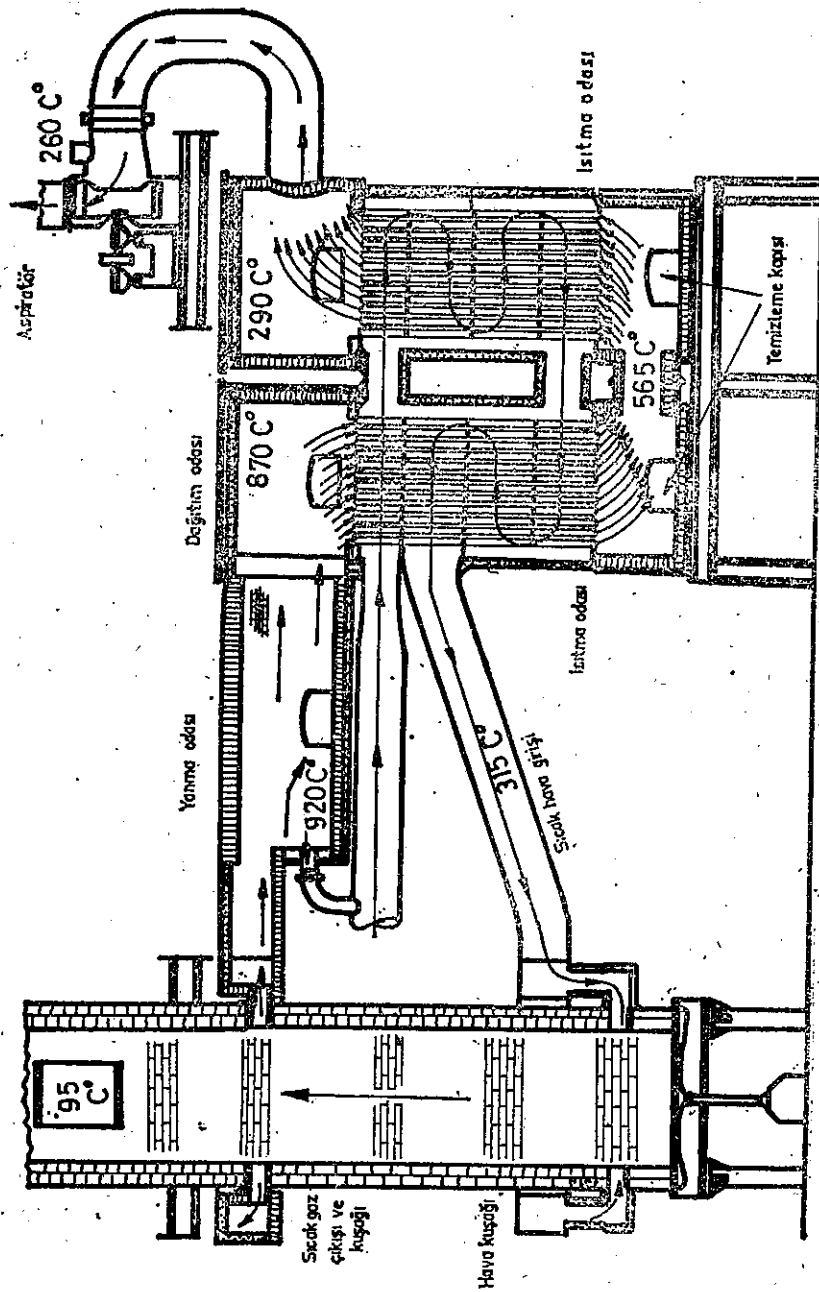 Aspiratör
260 C°
290 C°
870 C°
Dağıtım odası
Yanma odası
920 C°
95
C°
Isıtma odası
565 C°
Temizleme kapısı
Isıtma odası
315 C°
Sıcak hava girişi
Sıcak gaz
çıkışı ve
kuşağı
Hava kuşağı